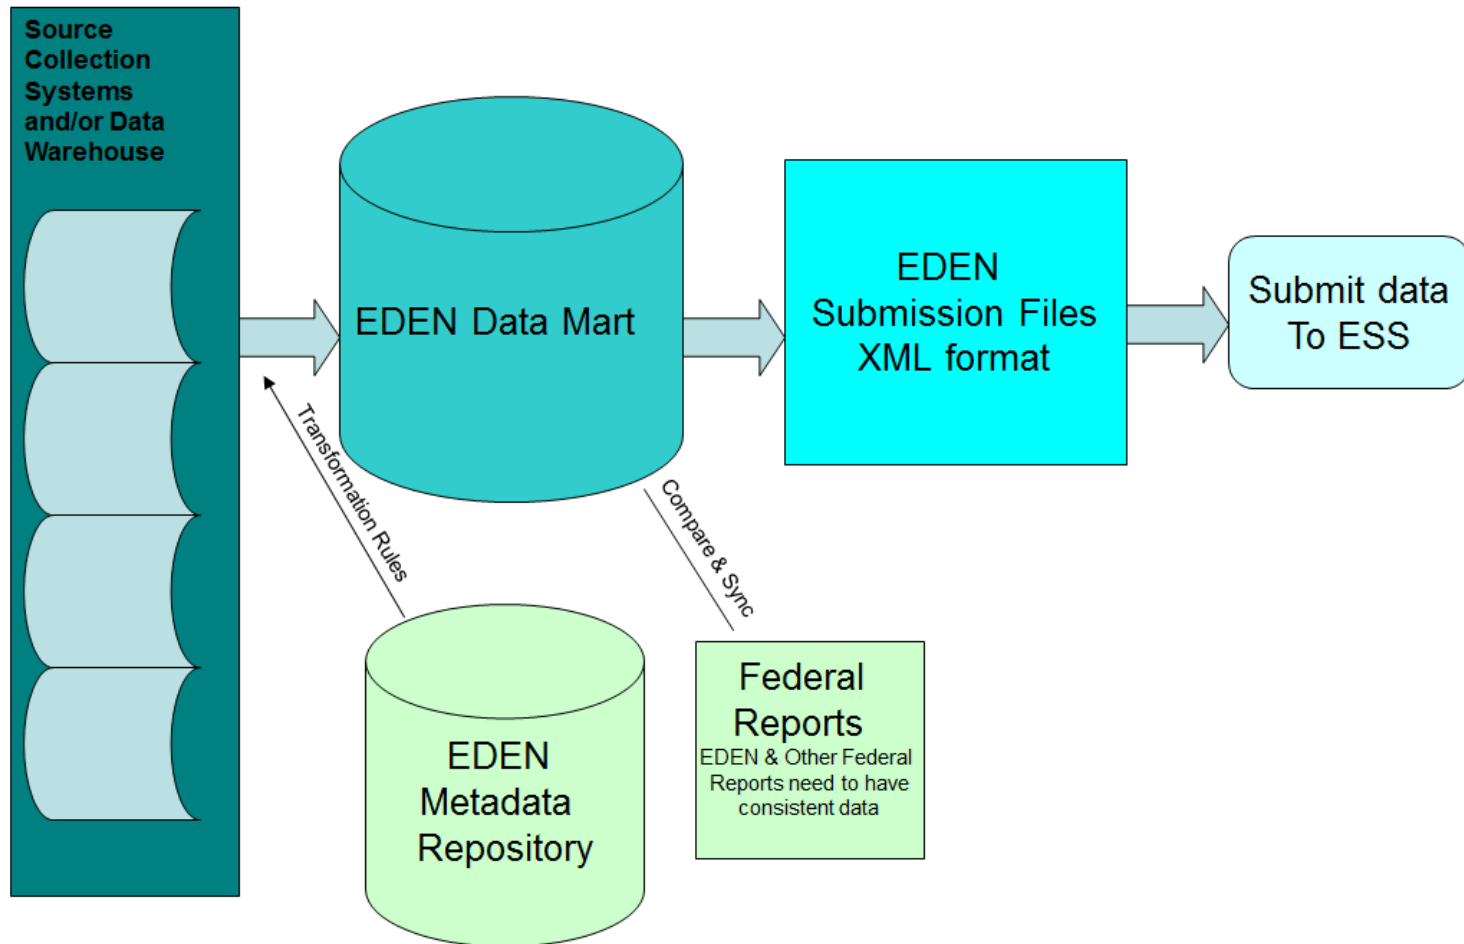 Source
Collection
Systems
and/or Data
Warehouse
EDEN Data Mart
EDEN
Submission Files
XML format
Submit data
To ESS
Transformation Rules
Compare & Sync
EDEN
Metadata
Repository
Federal
Reports
EDEN & Other Federal
Reports need to have
consistent data